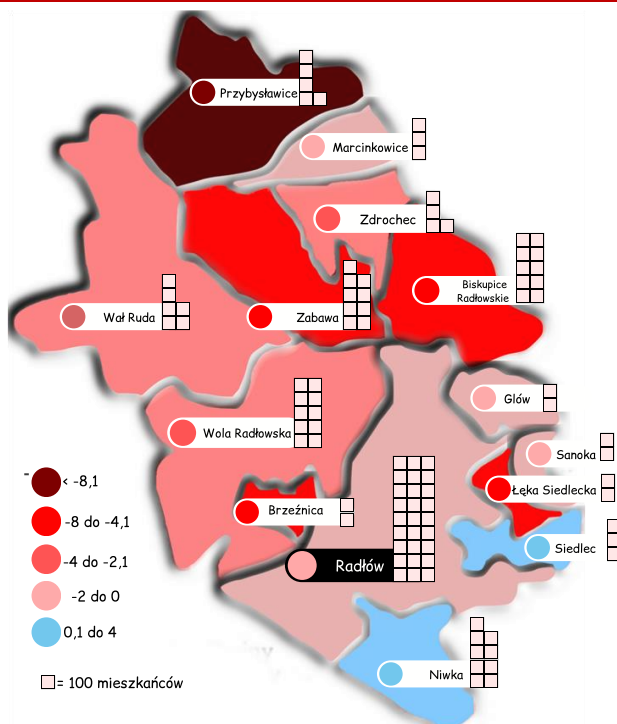 Przybysławice
Marcinkowice
Zdrochec
Biskupice
Radłowskie
Wał Ruda
Zabawa
Glów
Wola Radłowska
Sanoka
< -8,1
Łęka Siedlecka
-8 do -4,1
Brzeźnica
Siedlec
-4 do -2,1
Radłów
-2 do 0
0,1 do 4
Niwka
= 100 mieszkańców